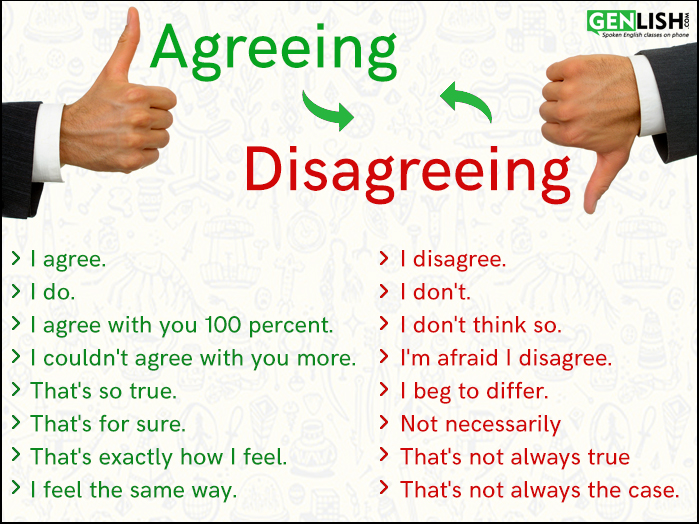 GENLISH.COM
Spoken English classes on phone
Agreeing
Disagreeing
I agree.
I do.
I agree with you 100 percent.
I couldn't agree with you more.
That's so true.
That's for sure.
That's exactly how I feel.
I feel the same way.
I disagree.
I don't.
I don't think so.
I'm afraid I disagree.
I beg to differ.
Not necessarily
That's not always true
That's not always the case.